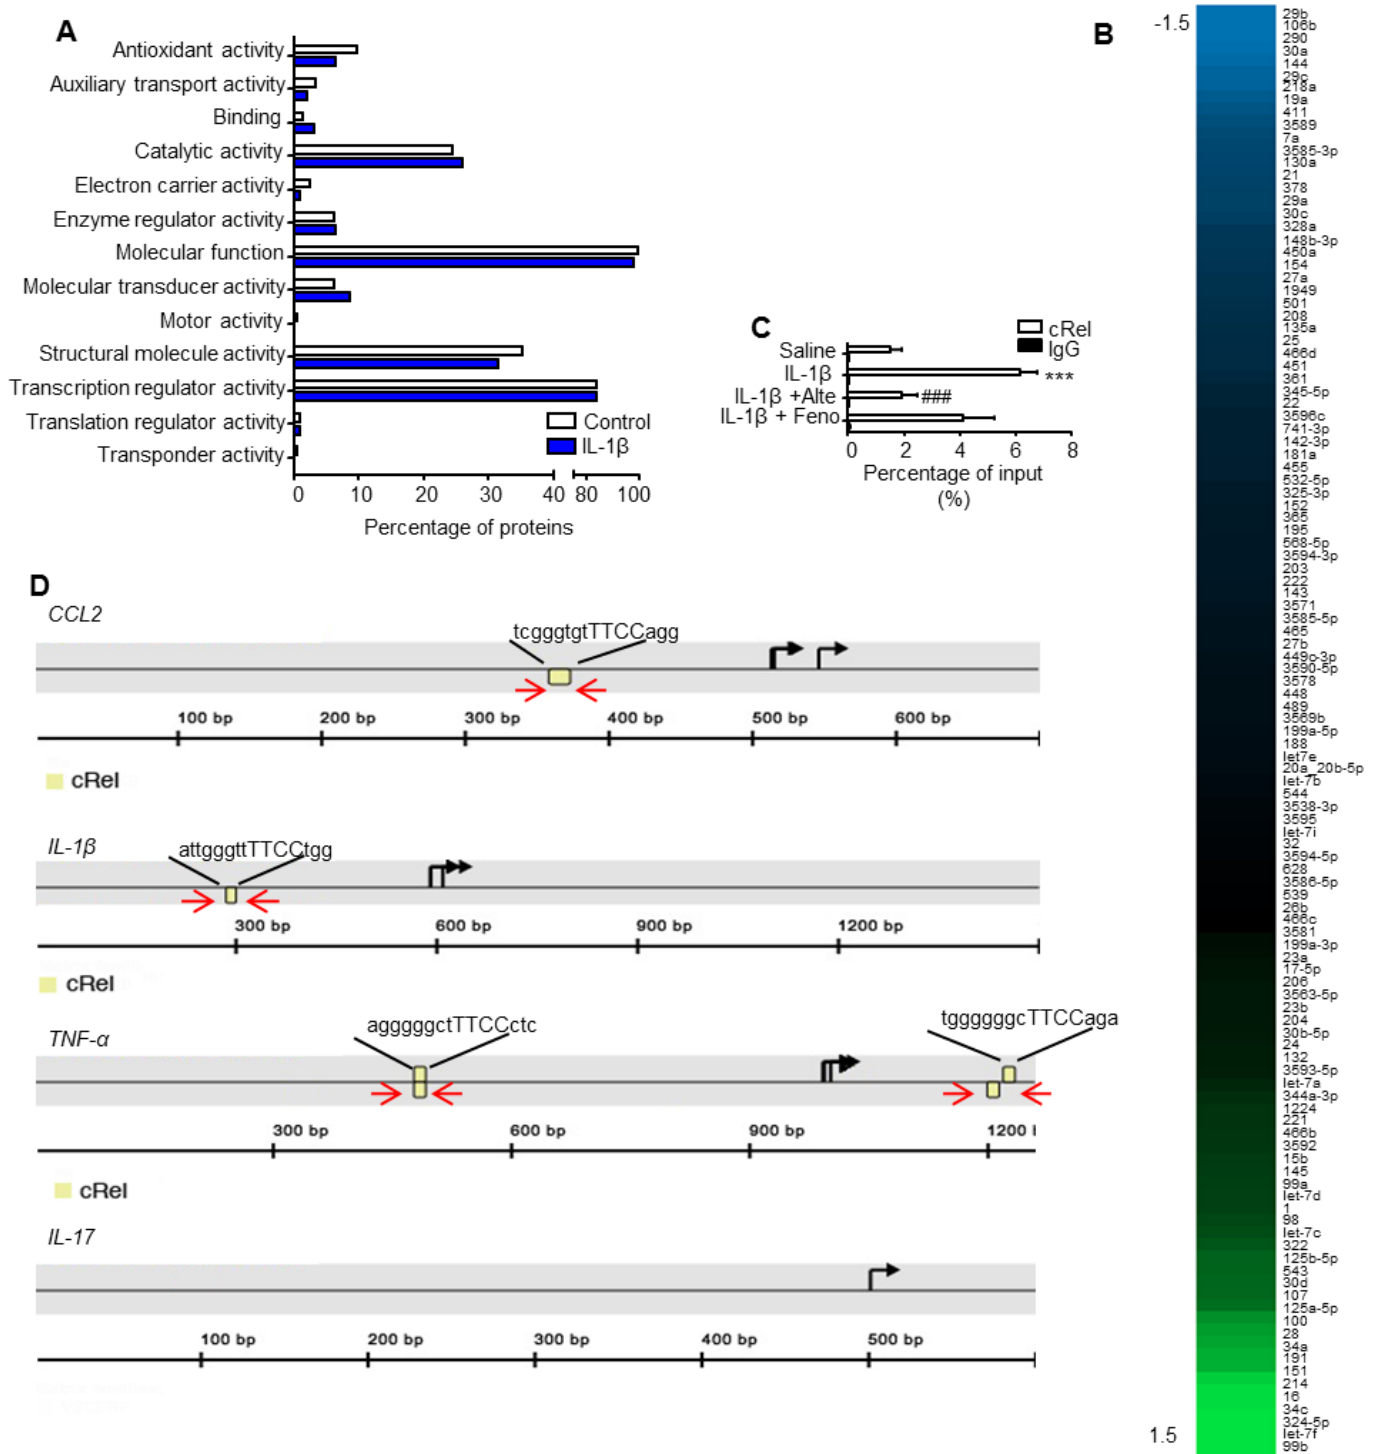 A
Antioxidant activity
Auxiliary transport activity
Binding
Catalytic activity
Electron carrier activity
Enzyme regulator activity
Molecular function
Molecular transducer activity
Motor activity
Structural molecule activity
Transcription regulator activity
Translation regulator activity
Transponder activity
Control
IL-1β
0 10 20 30 40 80 100
Percentage of proteins
B
-1.5
29b
106b
290
30a
144
29c
218a
19a
411
3589
7a
3585-3p
130a
21
378
29a
30c
328a
148b-3p
450a
154
27a
1949
501
208
135a
25
466d
451
361
345-5p
22
3596c
741-3p
142-3p
181a
455
532-5p
325-3p
152
365
195
568-5p
3594-3p
203
222
143
3571
3585-5p
465
27b
449c-3p
3590-5p
3578
448
489
3569b
199a-5p
188
let7e
20a_20b-5p
let-7b
544
3538-3p
3595
let-7i
32
3594-5p
628
3586-5p
539
26b
466c
3581
199a-3p
23a
17-5p
206
3563-5p
23b
204
30b-5p
24
132
3593-5p
let-7a
344a-3p
1224
221
466b
3592
15b
145
99a
let-7d
1
98
let-7c
322
125b-5p
543
30d
107
125a-5p
100
28
34a
191
151
214
16
34c
324-5p
let-7f
99b
1.5
C
cRel
IgG
Saline
IL-1β
***
IL-1β +Alte
###
IL-1β + Feno
0 2 4 6 8
Percentage of input
(%)
D
CCL2
tcgggtgtTTCCagg
100 bp 200 bp 300 bp 400 bp 500 bp 600 bp
cRel
IL-1β
attgggttTTCCtgg
300 bp 600 bp 900 bp 1200 bp
cRel
TNF-α
agggggctTTCCctc
tggggggcTTCCaga
300 bp 600 bp 900 bp 1200
cRel
IL-17
100 bp 200 bp 300 bp 400 bp 500 bp